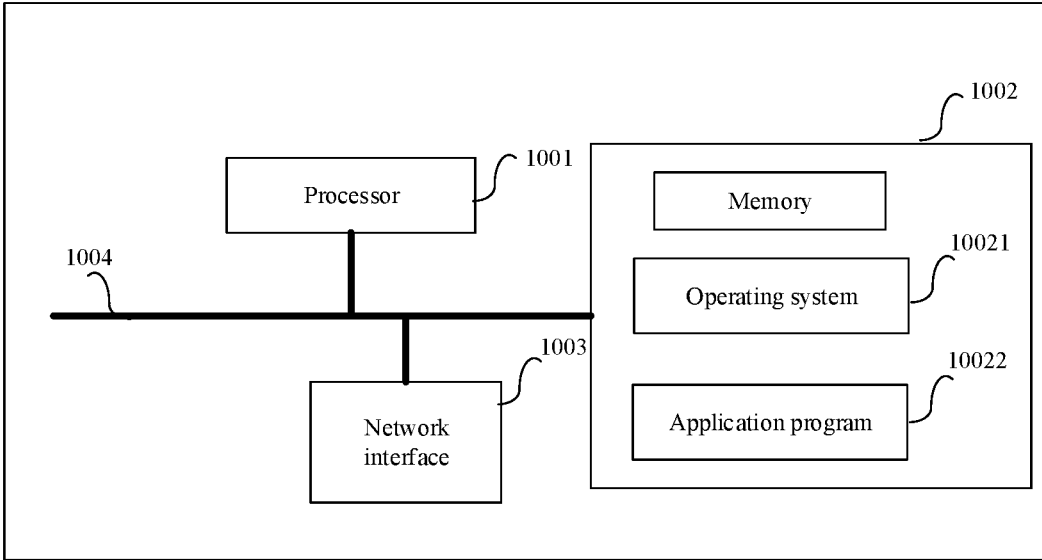 1002
1001
Processor
Memory
10021
1004
Operating system
1003
10022
Network
interface
Application program